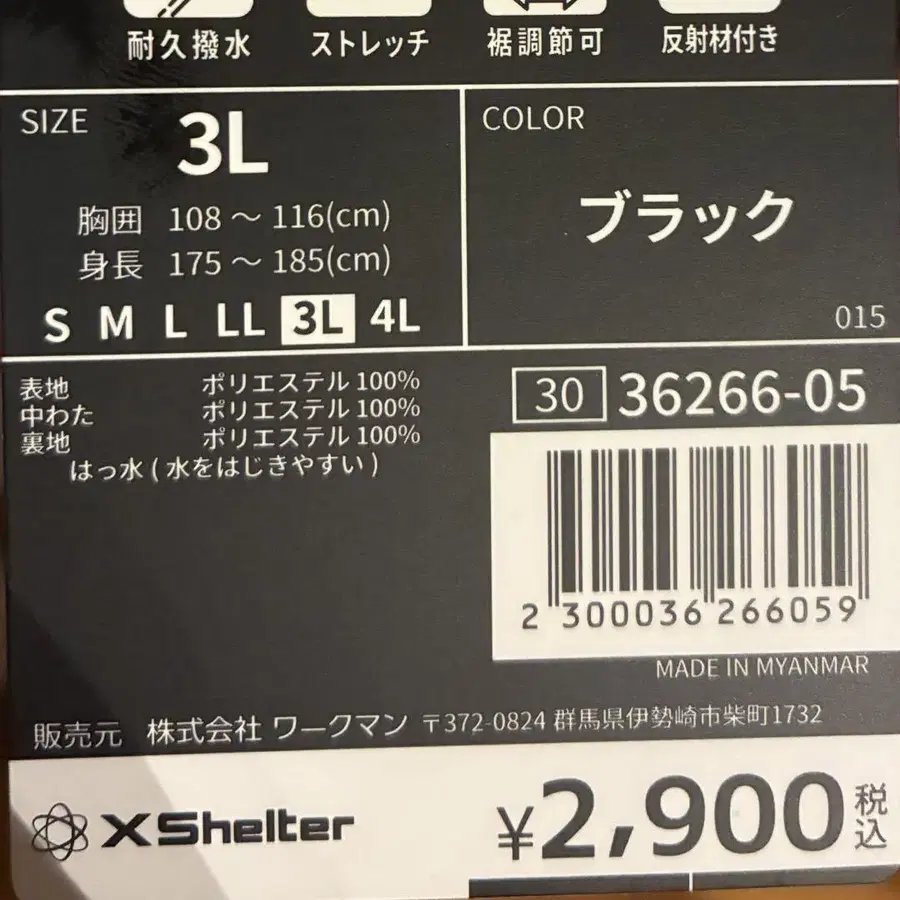 耐久撥水 ストレッチ 裾調節可 反射材付き
SIZE
3L
胸囲 108～116(cm)
身長 175～185(cm)
S M L LL 3L 4L
COLOR
ブラック
015
表地 ポリエステル 100%
中わた ポリエステル 100%
裏地 ポリエステル 100%
はっ水 (水をはじきやすい)
30 36266-05
2 300036 266059
MADE IN MYANMAR
販売元 株式会社 ワークマン 〒372-0824 群馬県伊勢崎市柴町1732
XShelter
¥2,900税込